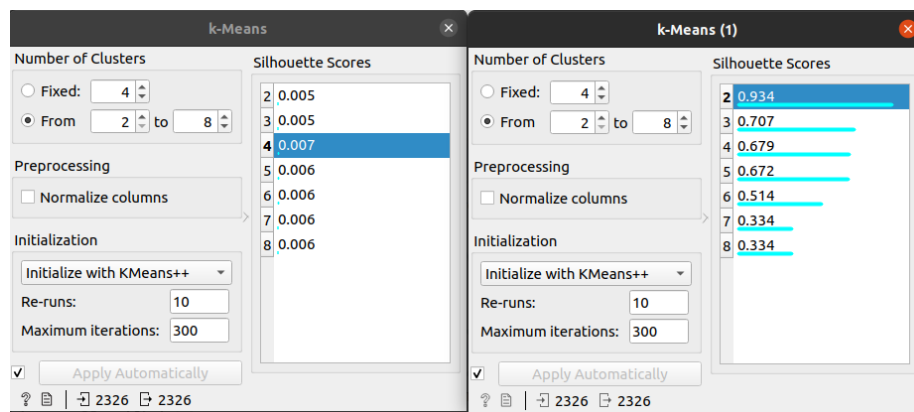 k-Means
Number of Clusters
Fixed: 4
From 2 to 8
Preprocessing
Normalize columns
Initialization
Initialize with KMeans++
Re-runs: 10
Maximum iterations: 300
Apply Automatically
? 2326 2326
Silhouette Scores
2 0.005
3 0.005
4 0.007
5 0.006
6 0.006
7 0.006
8 0.006
k-Means (1)
Number of Clusters
Fixed: 4
From 2 to 8
Preprocessing
Normalize columns
Initialization
Initialize with KMeans++
Re-runs: 10
Maximum iterations: 300
Apply Automatically
? 2326 2326
Silhouette Scores
2 0.934
3 0.707
4 0.679
5 0.672
6 0.514
7 0.334
8 0.334